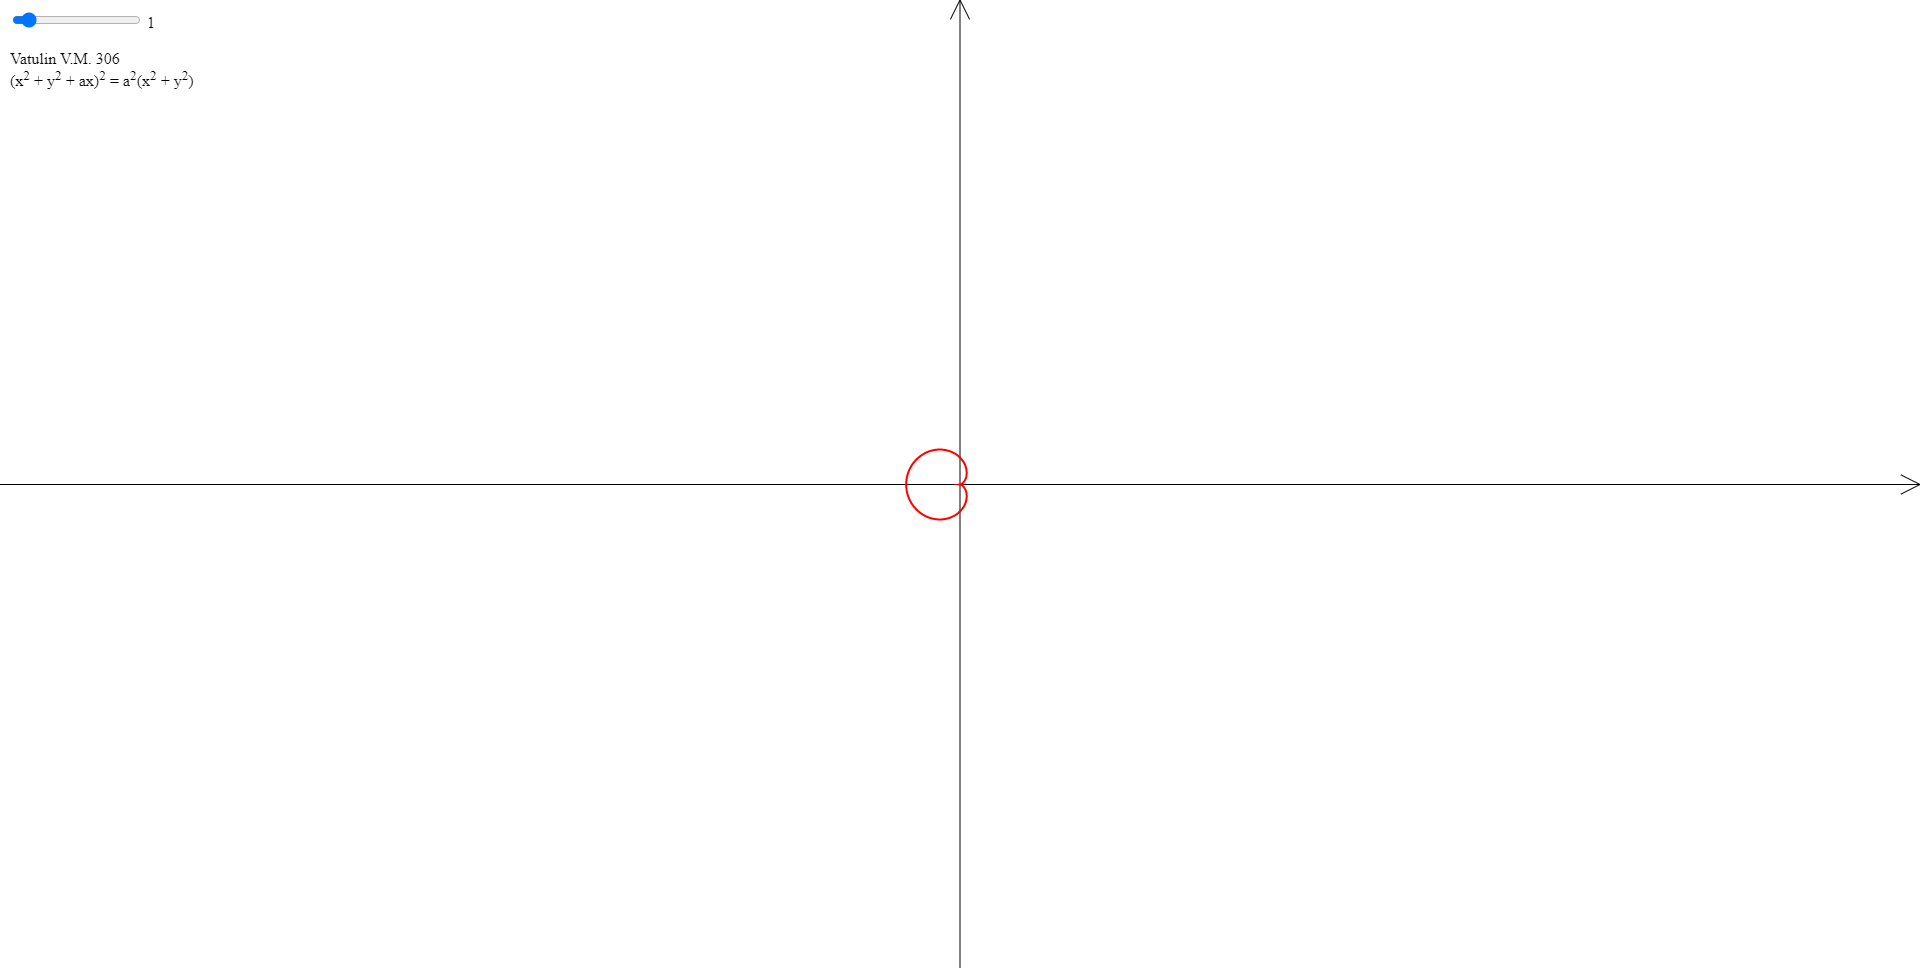 1
Vatulin V.M. 306
(x² + y² + ax)² = a²(x² + y²)